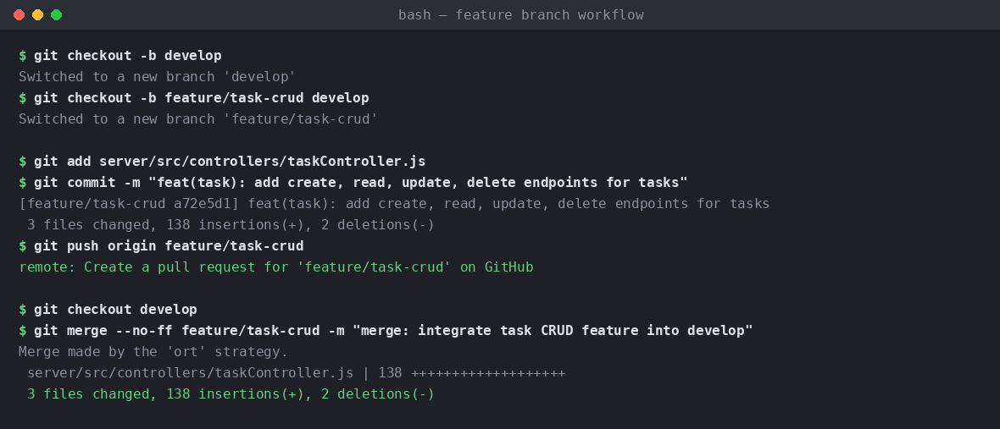 bash — feature branch workflow
$ git checkout -b develop
Switched to a new branch 'develop'
$ git checkout -b feature/task-crud develop
Switched to a new branch 'feature/task-crud'
$ git add server/src/controllers/taskController.js
$ git commit -m "feat(task): add create, read, update, delete endpoints for tasks"
[feature/task-crud a72e5d1] feat(task): add create, read, update, delete endpoints for tasks
 3 files changed, 138 insertions(+), 2 deletions(-)
$ git push origin feature/task-crud
remote: Create a pull request for 'feature/task-crud' on GitHub
$ git checkout develop
$ git merge --no-ff feature/task-crud -m "merge: integrate task CRUD feature into develop"
Merge made by the 'ort' strategy.
 server/src/controllers/taskController.js | 138 +++++++++++++++++++
 3 files changed, 138 insertions(+), 2 deletions(-)